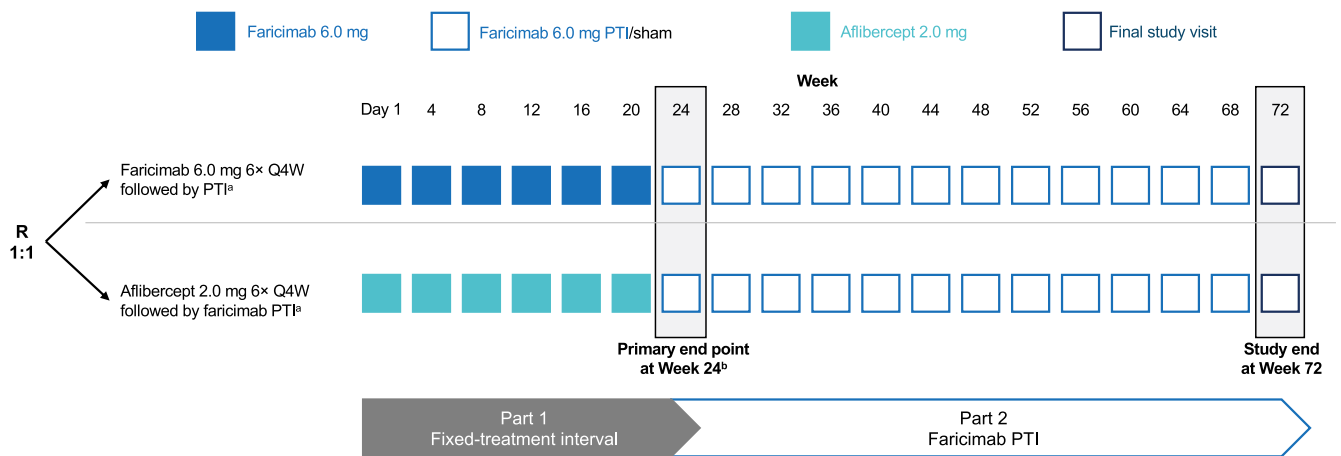 Faricimab 6.0 mg
Faricimab 6.0 mg PTI/sham
Aflibercept 2.0 mg
Final study visit
Week
Day 1 4 8 12 16 20 24 28 32 36 40 44 48 52 56 60 64 68 72
Faricimab 6.0 mg 6× Q4W
followed by PTIᵃ
R
1:1
Aflibercept 2.0 mg 6× Q4W
followed by faricimab PTIᵃ
Primary end point
at Week 24ᵇ
Study end
at Week 72
Part 1
Fixed-treatment interval
Part 2
Faricimab PTI